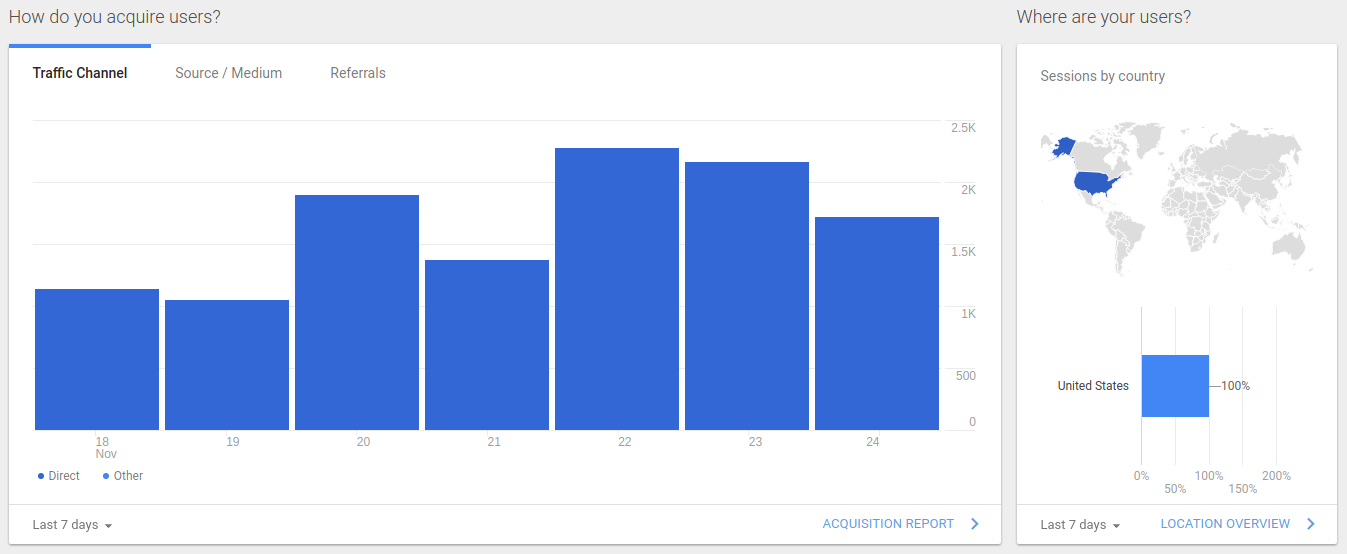 How do you acquire users?
Traffic Channel
Source / Medium
Referrals
2.5K
2K
1.5K
1K
500
0
18
Nov
19
20
21
22
23
24
Direct
Other
Last 7 days
ACQUISITION REPORT
Where are your users?
Sessions by country
United States
100%
0%
50%
100%
150%
200%
Last 7 days
LOCATION OVERVIEW